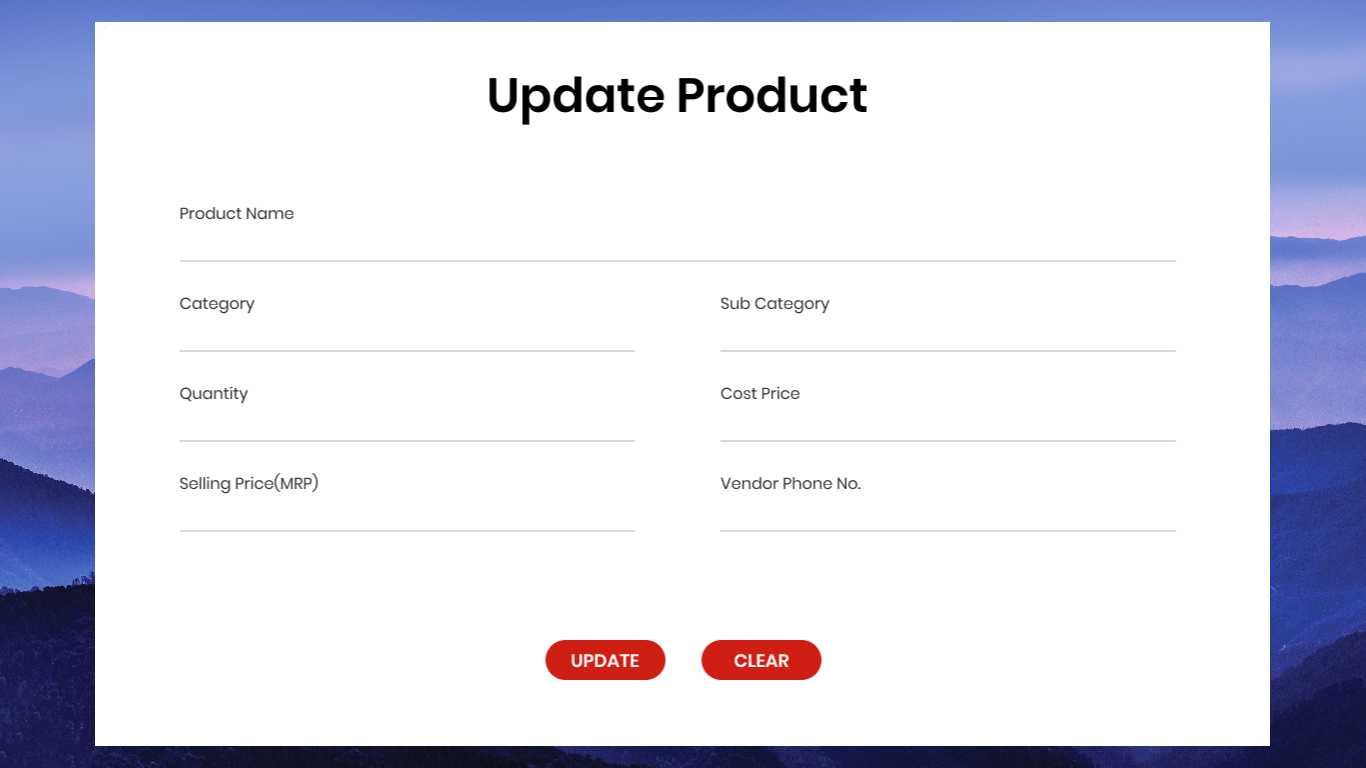 Update Product
Product Name
Category
Sub Category
Quantity
Cost Price
Selling Price(MRP)
Vendor Phone No.
UPDATE
CLEAR